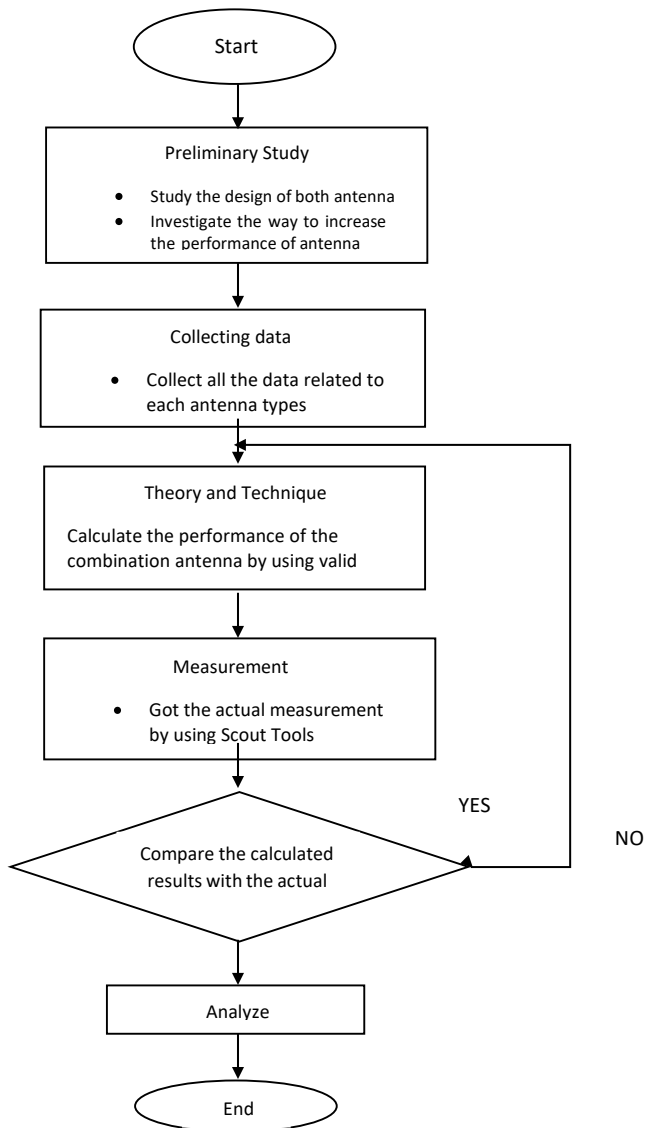 Start
Preliminary Study
• Study the design of both antenna
• Investigate the way to increase
the performance of antenna
Collecting data
• Collect all the data related to
each antenna types
Theory and Technique
Calculate the performance of the
combination antenna by using valid
Measurement
• Got the actual measurement
by using Scout Tools
YES
NO
Compare the calculated
results with the actual
Analyze
End